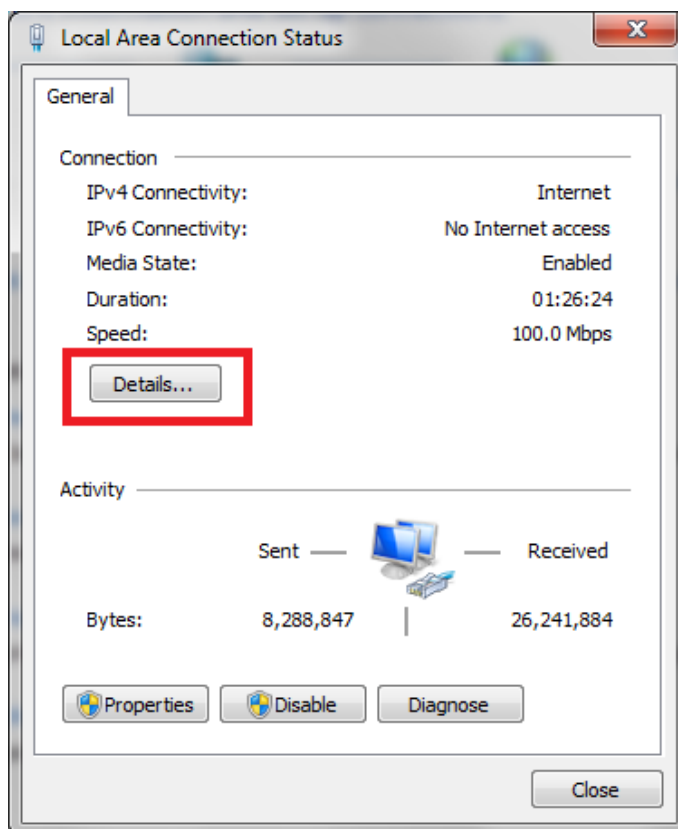 Local Area Connection Status
General
Connection
IPv4 Connectivity: Internet
IPv6 Connectivity: No Internet access
Media State: Enabled
Duration: 01:26:24
Speed: 100.0 Mbps
Details...
Activity
Sent Received
Bytes: 8,288,847 26,241,884
Properties Disable Diagnose
Close